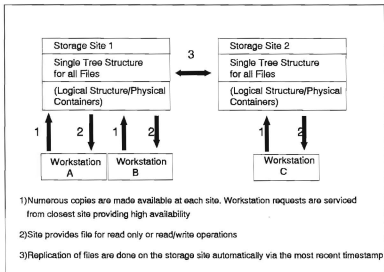 Storage Site 1
Single Tree Structure
for all Files
(Logical Structure/Physical
Containers)
3
Storage Site 2
Single Tree Structure
for all Files
(Logical Structure/Physical
Containers)
1
2
1
2
1
2
Workstation
A
Workstation
B
Workstation
C
1)Numerous copies are made available at each site. Workstation requests are serviced
from closest site providing high availability
2)Site provides file for read only or read/write operations
3)Replication of files are done on the storage site automatically via the most recent timestamp